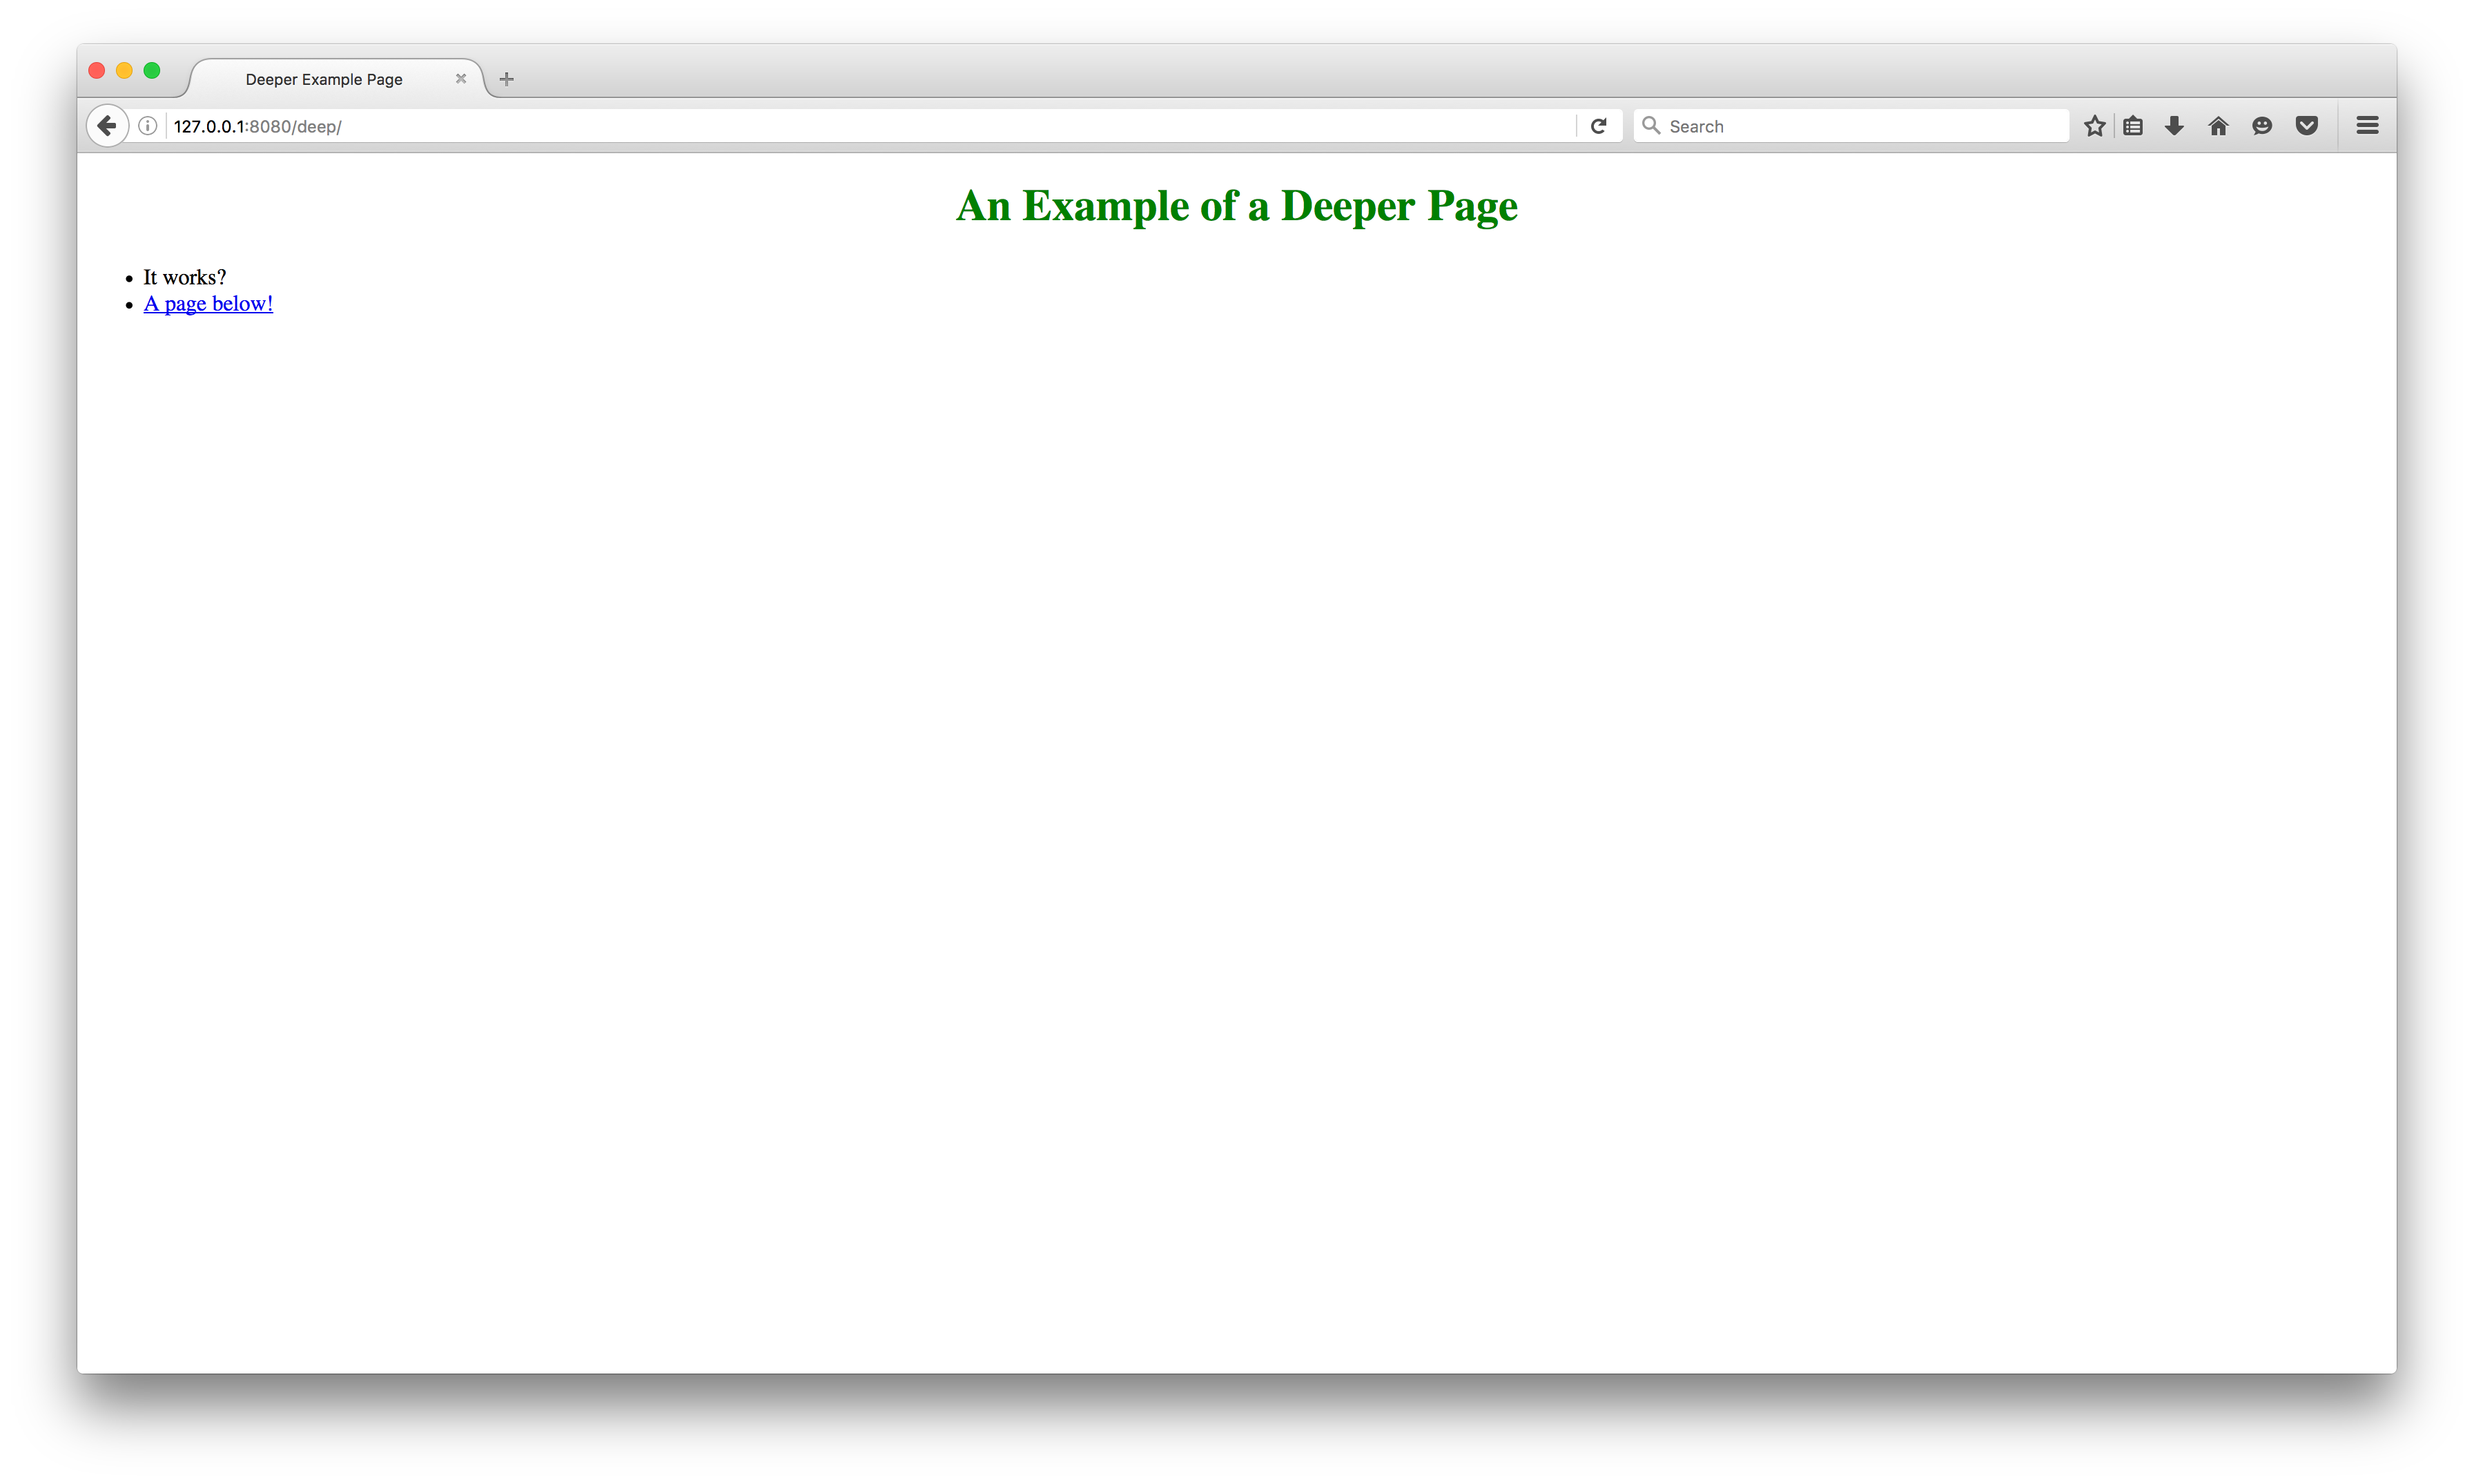 Deeper Example Page
127.0.0.1:8080/deep/
Search
An Example of a Deeper Page
It works?
A page below!